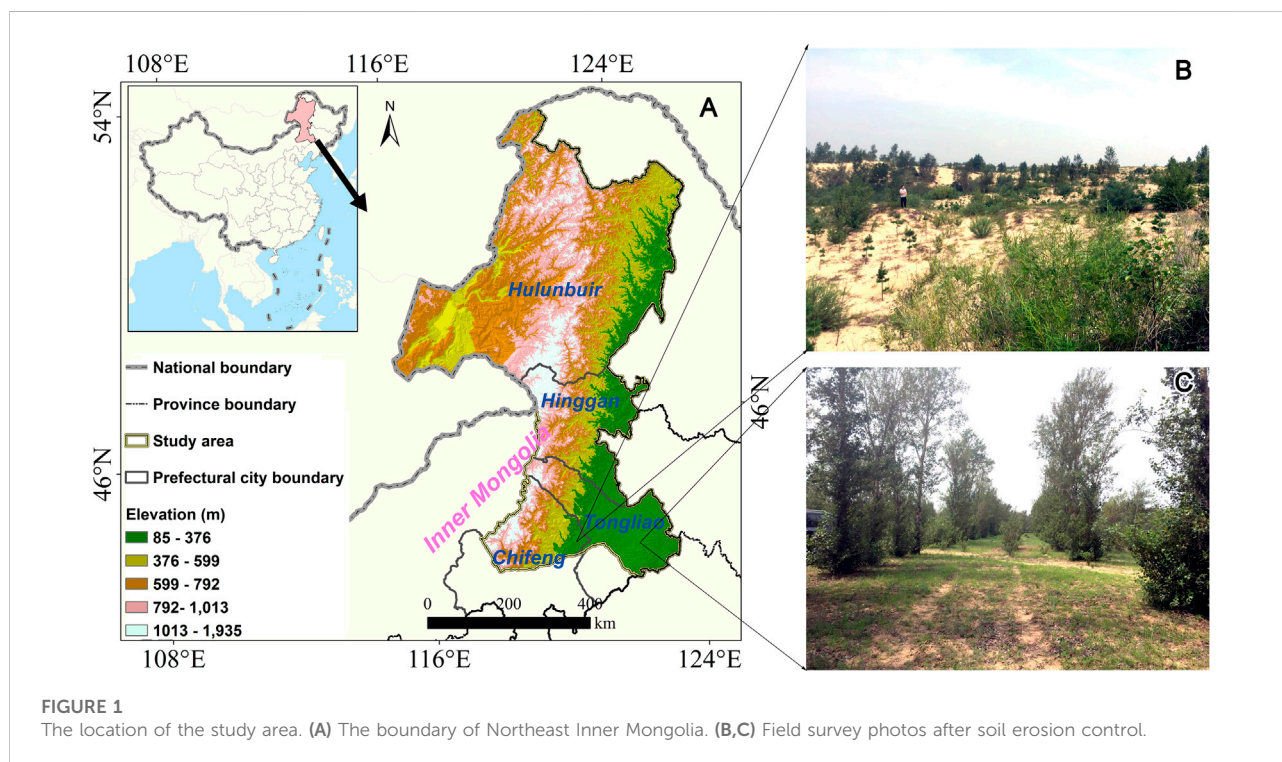 108°E
116°E
124°E
54°N
N
A
B
Hulunbuir
National boundary
Province boundary
Study area
Prefectural city boundary
Hinggan
46°N
46°N
Inner Mongolia
C
Elevation (m)
85 - 376
376 - 599
599 - 792
792- 1,013
1013 - 1,935
Tongliao
Chifeng
0
200
400
km
108°E
116°E
124°E
FIGURE 1
The location of the study area. (A) The boundary of Northeast Inner Mongolia. (B,C) Field survey photos after soil erosion control.